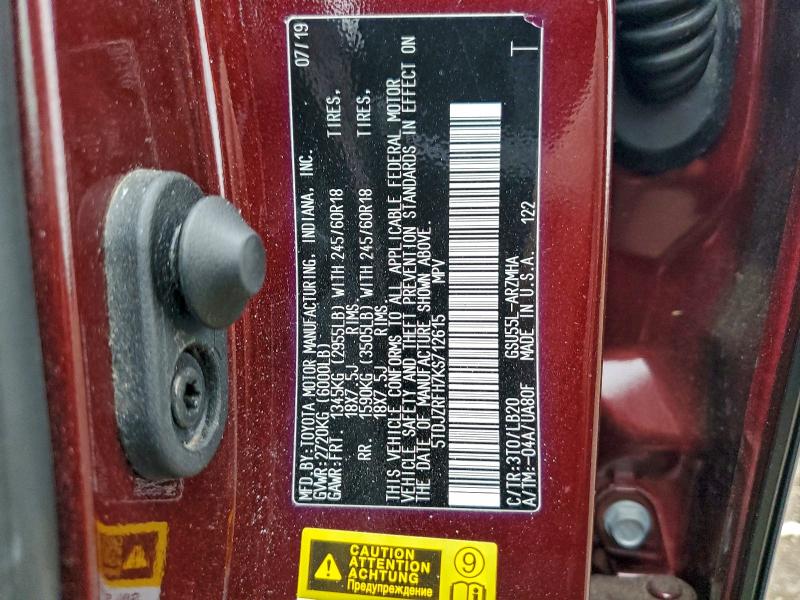 MFD.BY:TOYOTA MOTOR MANUFACTURING, INDIANA, INC. 07/19
GVWR:2720KG (6000LB)
GAWR:FRT. 1345KG (2955LB) WITH 245/60R18 TIRES,
18X7.5J RIMS,
RR. 1590KG (3505LB) WITH 245/60R18 TIRES,
18X7.5J RIMS.
THIS VEHICLE CONFORMS TO ALL APPLICABLE FEDERAL MOTOR
VEHICLE SAFETY AND THEFT PREVENTION STANDARDS IN EFFECT ON
THE DATE OF MANUFACTURE SHOWN ABOVE.
5TDJZRFH7KS712615 MPV
T
C/TR:3T0/LB20 GSU55L-ARZMHA
A/TM:-04A/UA80F MADE IN U.S.A. 122
CAUTION
ATTENTION
ACHTUNG
Предупреждение
9